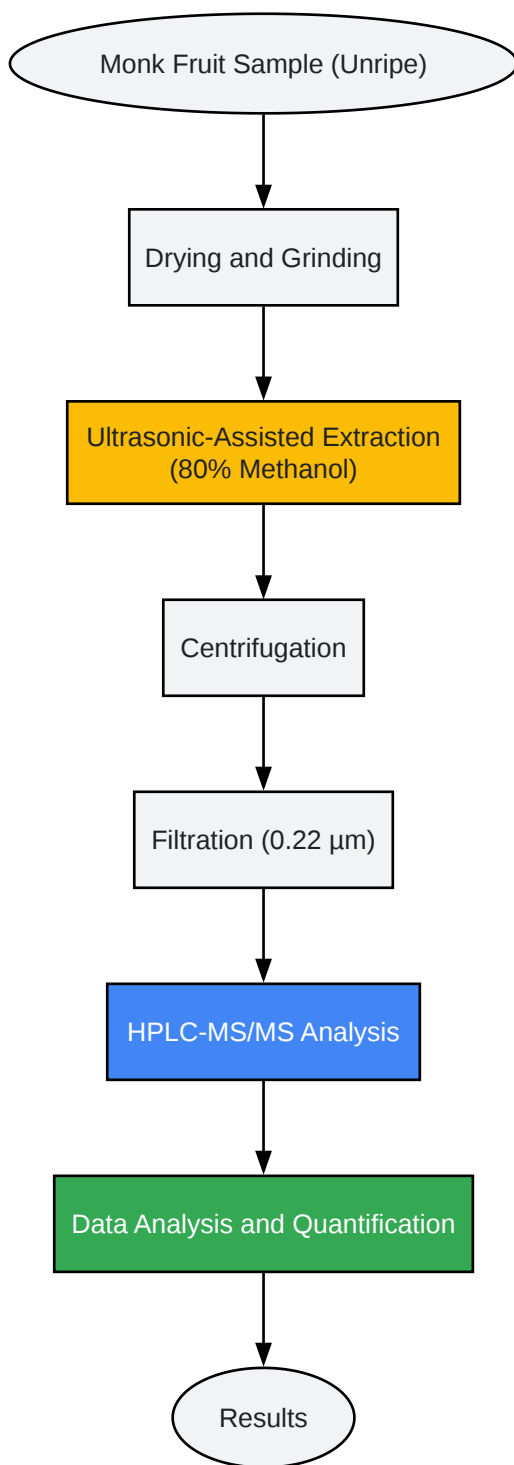 Monk Fruit Sample (Unripe)
Drying and Grinding
Ultrasonic-Assisted Extraction
(80% Methanol)
Centrifugation
Filtration (0.22 µm)
HPLC-MS/MS Analysis
Data Analysis and Quantification
Results